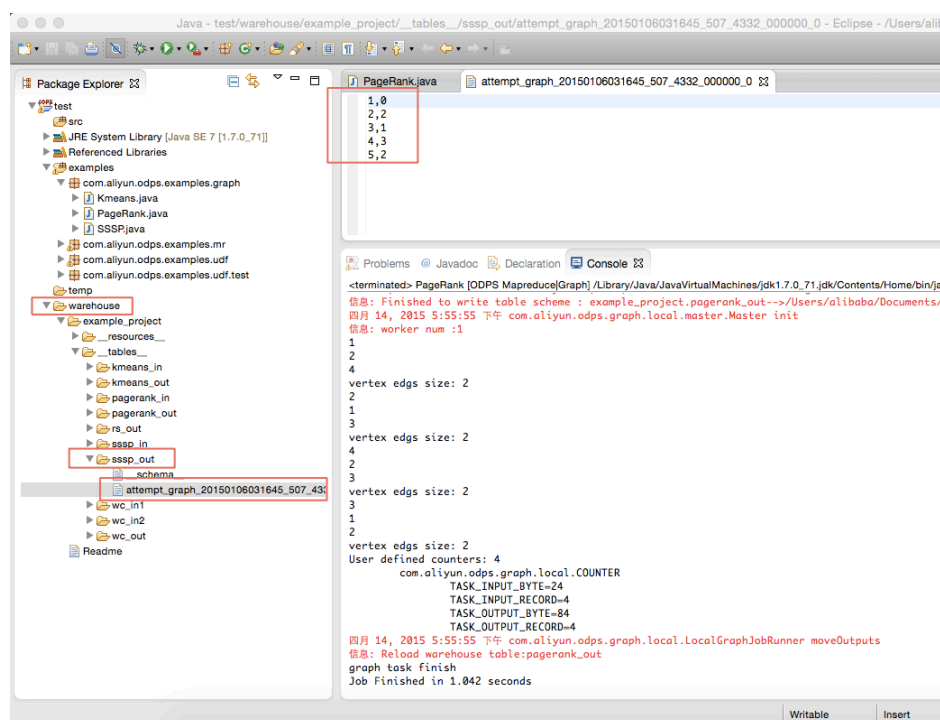 Java - test/warehouse/example_project/__tables__/sssp_out/attempt_graph_20150106031645_507_4332_000000_0 - Eclipse - /Users/alib
Package Explorer
test
src
JRE System Library [Java SE 7 [1.7.0_71]]
Referenced Libraries
examples
com.aliyun.odps.examples.graph
Kmeans.java
PageRank.java
SSSP.java
com.aliyun.odps.examples.mr
com.aliyun.odps.examples.udf
com.aliyun.odps.examples.udf.test
temp
warehouse
example_project
__resources__
__tables__
kmeans_in
kmeans_out
pagerank_in
pagerank_out
rs_out
sssp_in
sssp_out
__schema__
attempt_graph_20150106031645_507_433
wc_in1
wc_in2
wc_out
Readme
PageRank.java attempt_graph_20150106031645_507_4332_000000_0
1,0
2,2
3,1
4,3
5,2
Problems @ Javadoc Declaration Console
<terminated> PageRank [ODPS Mapreduce|Graph] /Library/Java/JavaVirtualMachines/jdk1.7.0_71.jdk/Contents/Home/bin/ja
信息: Finished to write table scheme : example_project.pagerank_out-->/Users/alibaba/Documents/
四月 14, 2015 5:55:55 下午 com.aliyun.odps.graph.local.master.Master init
信息: worker num :1
1
2
4
vertex edgs size: 2
2
1
3
vertex edgs size: 2
4
2
3
vertex edgs size: 2
3
1
2
vertex edgs size: 2
User defined counters: 4
com.aliyun.odps.graph.local.COUNTER
TASK_INPUT_BYTE=24
TASK_INPUT_RECORD=4
TASK_OUTPUT_BYTE=84
TASK_OUTPUT_RECORD=4
四月 14, 2015 5:55:55 下午 com.aliyun.odps.graph.local.LocalGraphJobRunner moveOutputs
信息: Reload warehouse table:pagerank_out
graph task finish
Job Finished in 1.042 seconds
Writable Insert